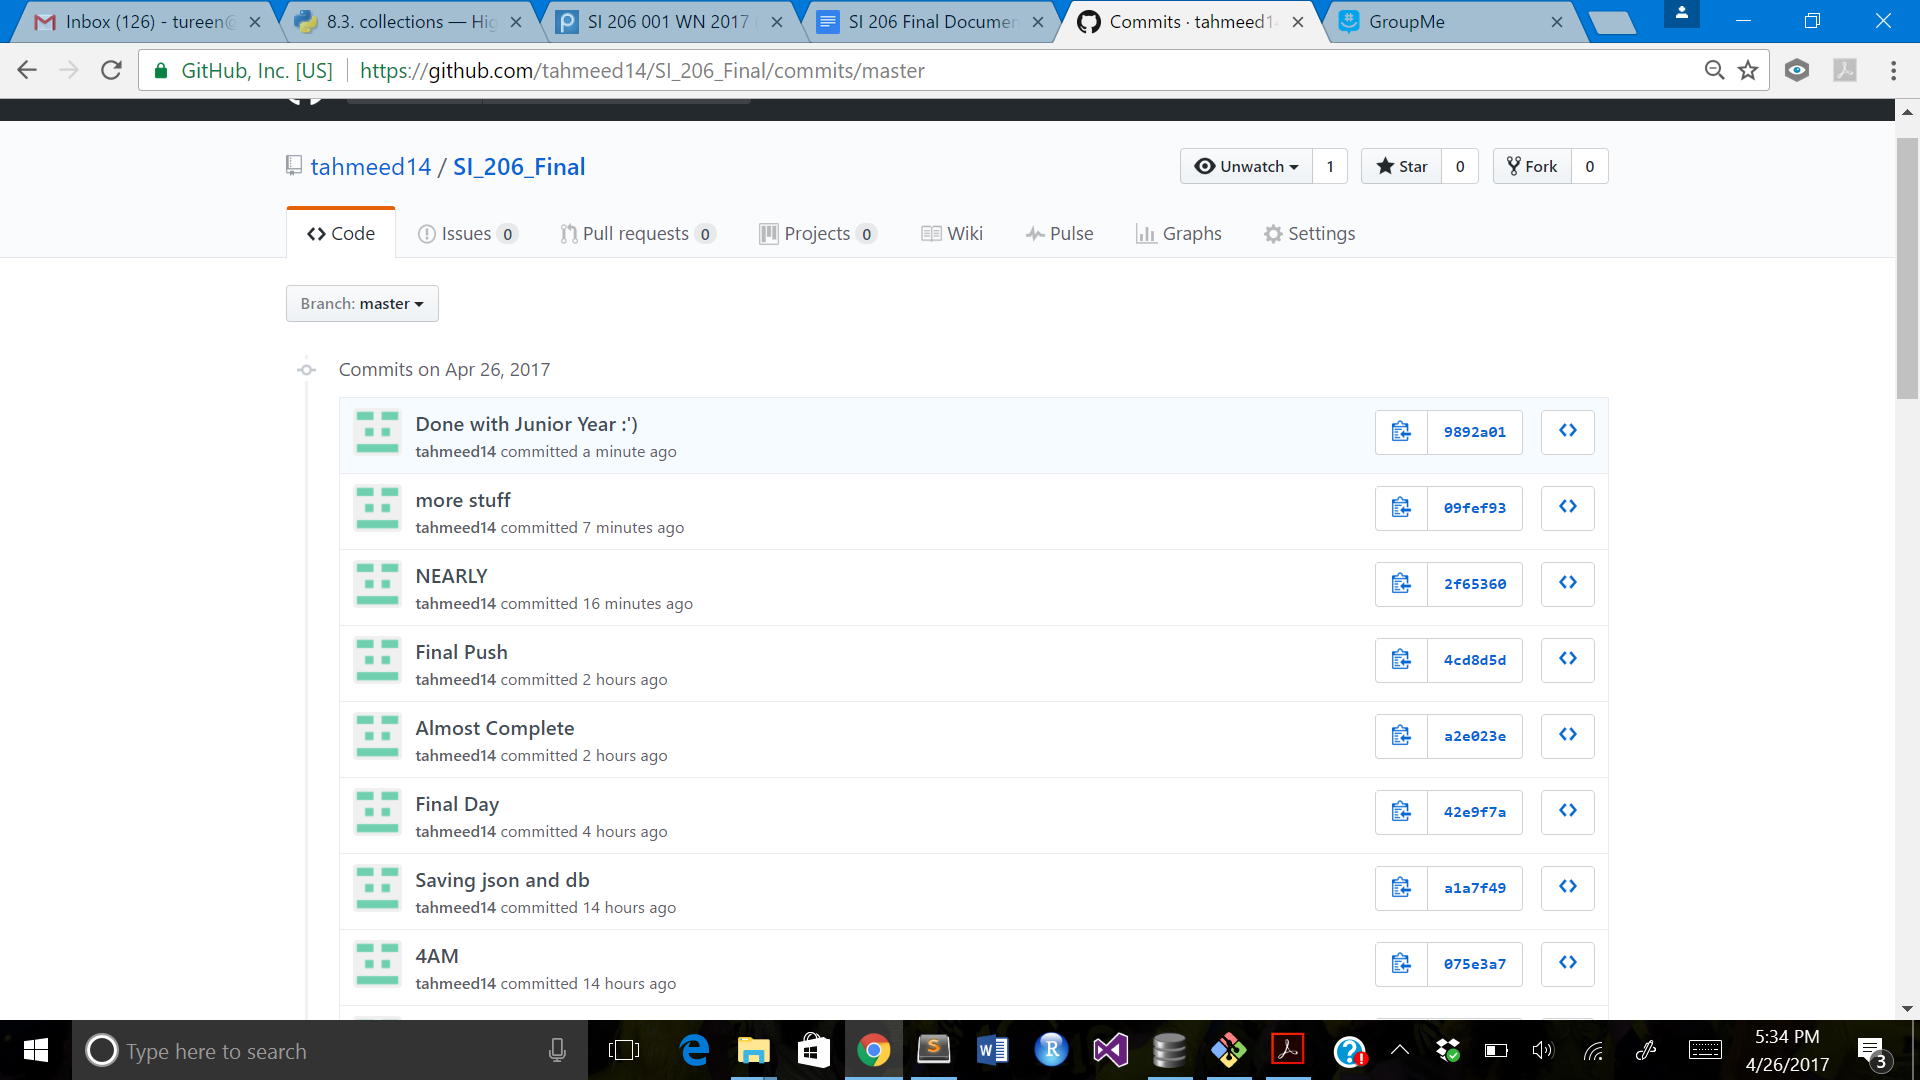 Inbox (126) - tureen@
8.3. collections — Hig
SI 206 001 WN 2017
SI 206 Final Documen
Commits · tahmeed1
GroupMe
GitHub, Inc. [US]
https://github.com/tahmeed14/SI_206_Final/commits/master
tahmeed14 / SI_206_Final
Unwatch 1
Star 0
Fork 0
Code
Issues 0
Pull requests 0
Projects 0
Wiki
Pulse
Graphs
Settings
Branch: master
Commits on Apr 26, 2017
Done with Junior Year :')
tahmeed14 committed a minute ago
9892a01
more stuff
tahmeed14 committed 7 minutes ago
09fef93
NEARLY
tahmeed14 committed 16 minutes ago
2f65360
Final Push
tahmeed14 committed 2 hours ago
4cd8d5d
Almost Complete
tahmeed14 committed 2 hours ago
a2e023e
Final Day
tahmeed14 committed 4 hours ago
42e9f7a
Saving json and db
tahmeed14 committed 14 hours ago
a1a7f49
4AM
tahmeed14 committed 14 hours ago
075e3a7
Type here to search
5:34 PM
4/26/2017
3